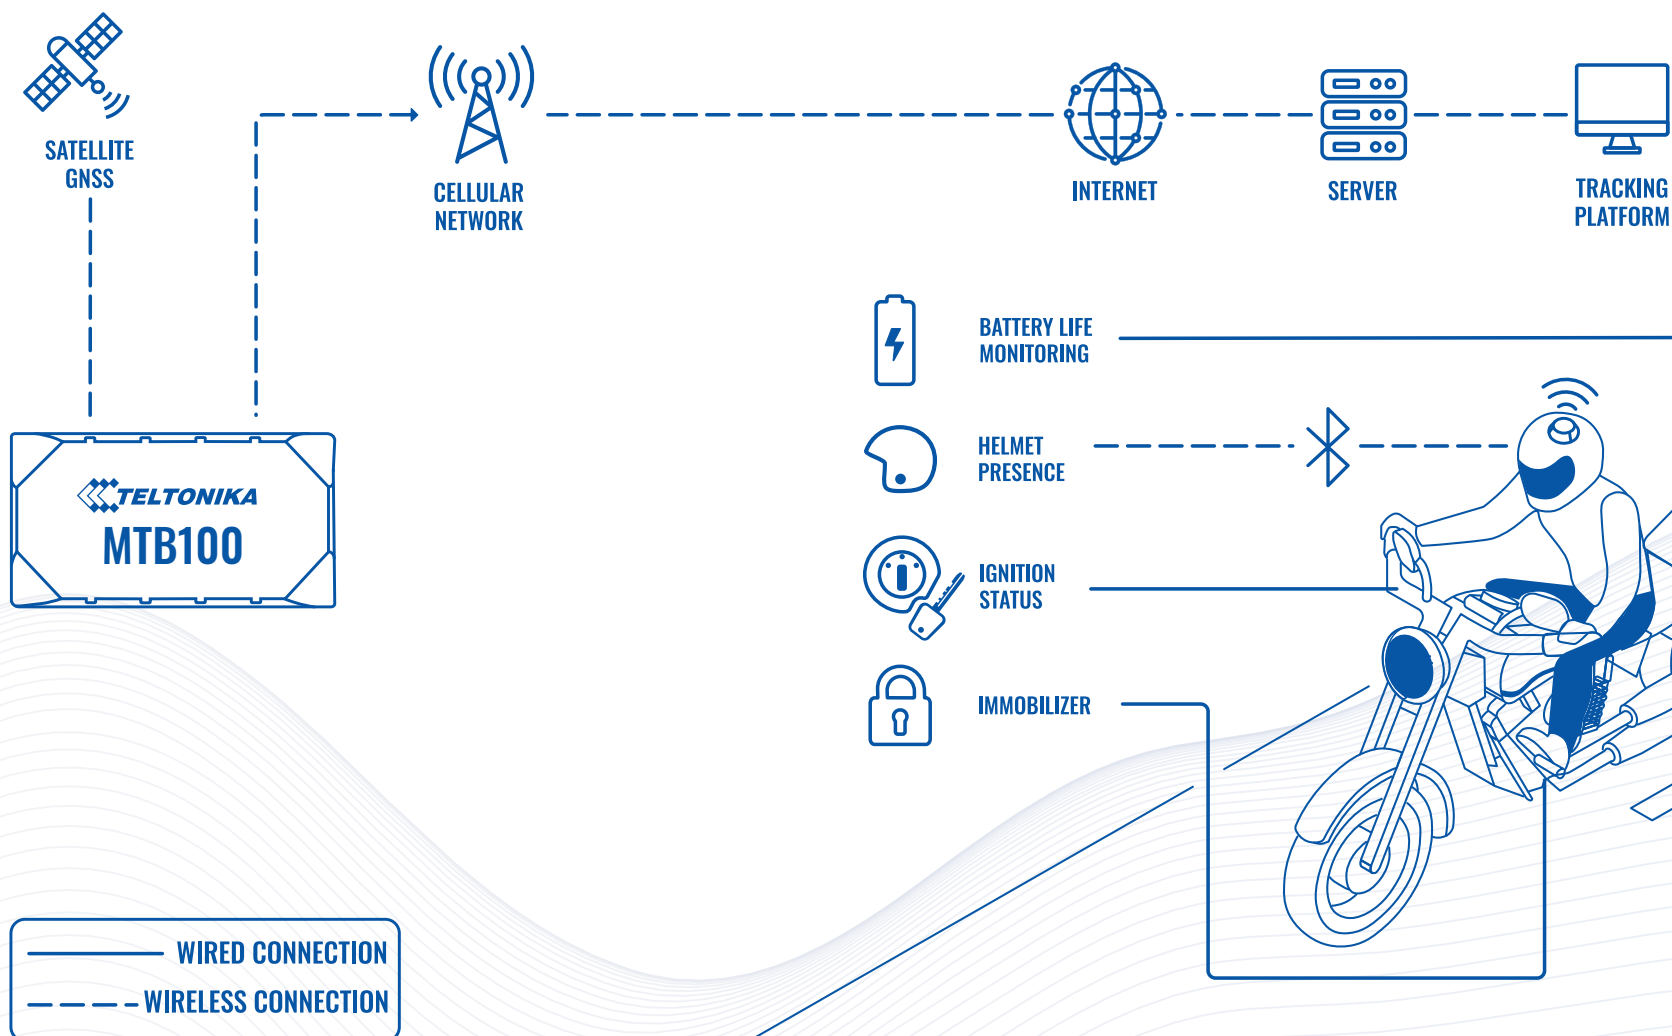 SATELLITE
GNSS
CELLULAR
NETWORK
INTERNET
SERVER
TRACKING
PLATFORM
BATTERY LIFE
MONITORING
HELMET
PRESENCE
TELTONIKA
MTB100
IGNITION
STATUS
IMMOBILIZER
WIRED CONNECTION
WIRELESS CONNECTION